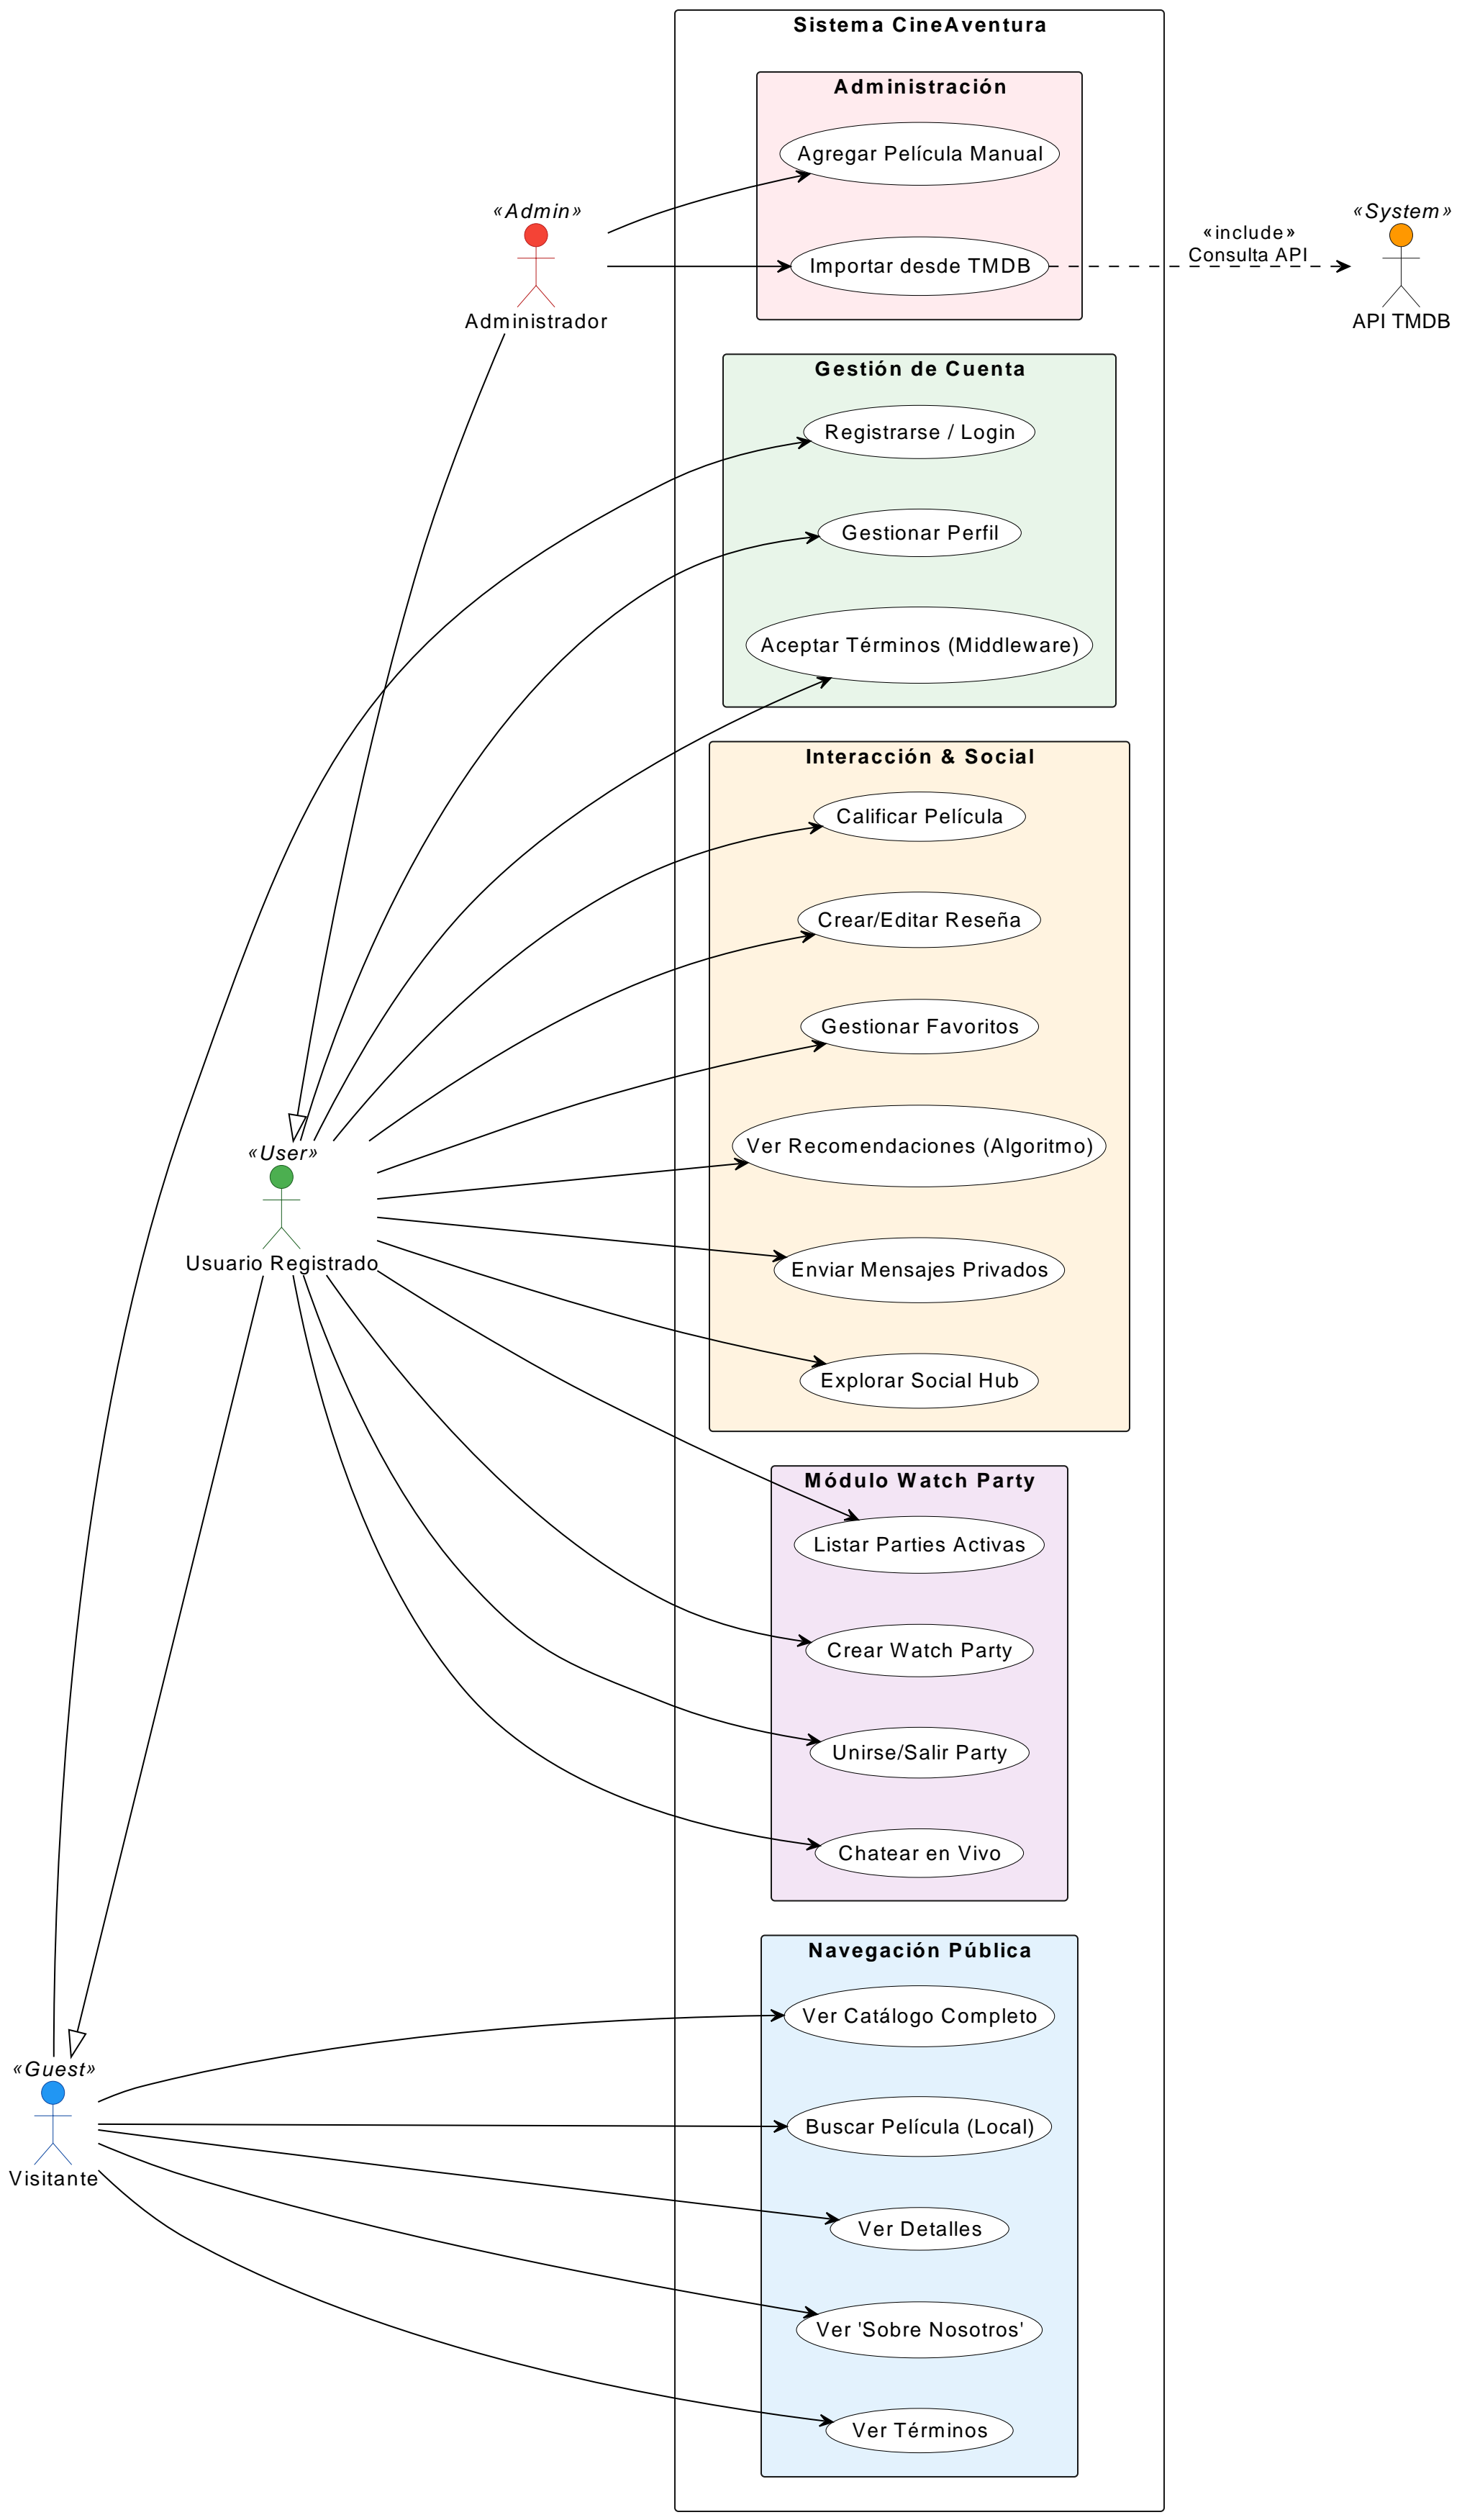 Sistema CineAventura
Administración
Agregar Película Manual
«Admin»
Administrador
Importar desde TMDB
«include»
Consulta API
«System»
API TMDB
Gestión de Cuenta
Registrarse / Login
Gestionar Perfil
Aceptar Términos (Middleware)
Interacción & Social
Calificar Película
Crear/Editar Reseña
Gestionar Favoritos
«User»
Usuario Registrado
Ver Recomendaciones (Algoritmo)
Enviar Mensajes Privados
Explorar Social Hub
Módulo Watch Party
Listar Parties Activas
Crear Watch Party
Unirse/Salir Party
Chatear en Vivo
Navegación Pública
Ver Catálogo Completo
«Guest»
Visitante
Buscar Película (Local)
Ver Detalles
Ver 'Sobre Nosotros'
Ver Términos